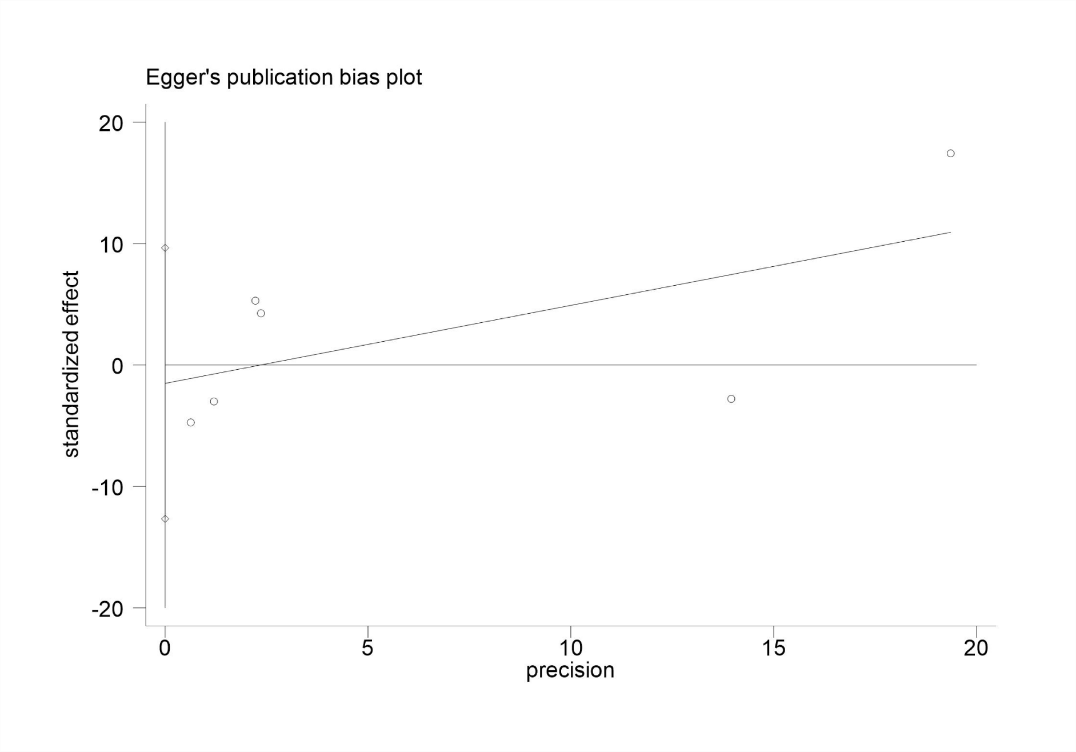 Egger's publication bias plot
20
10
0
-10
-20
standardized effect
0 5 10 15 20
precision